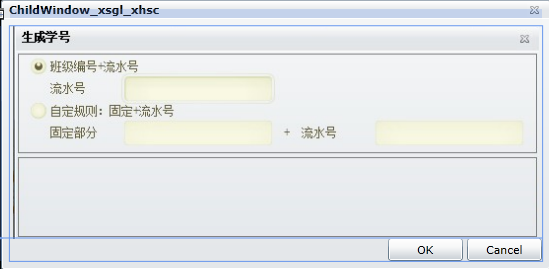 ChildWindow_xsgl_xhsc
生成学号
班级编号+流水号
流水号
自定规则：固定+流水号
固定部分 + 流水号
OK Cancel